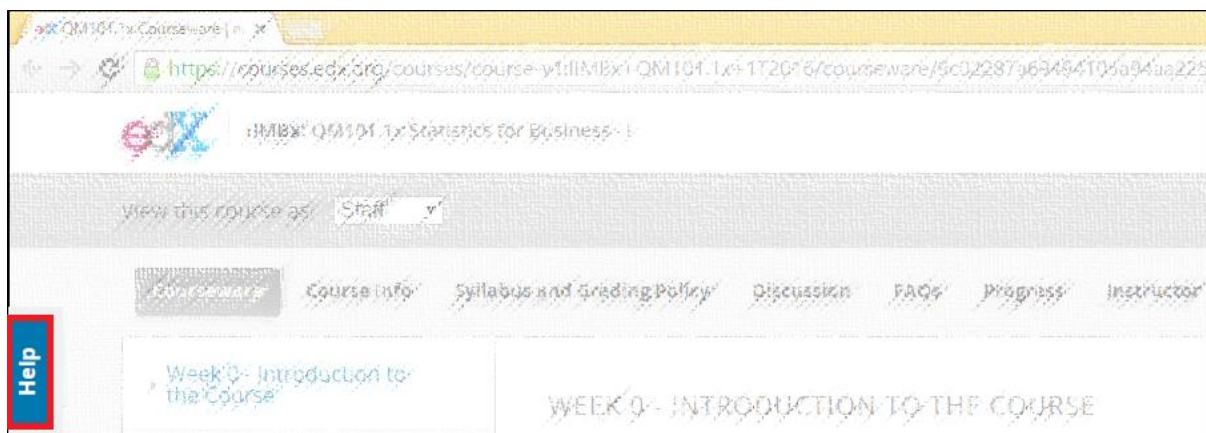 edX QM101.1x Courseware |
https://courses.edx.org/courses/course-v1:IIMBx+QM101.1x+1T2016/courseware/
edX IIMBx: QM101.1x Statistics for Business -
View this course as: Staff
Courseware Course Info Syllabus and Grading Policy Discussion FAQs Progress Instructor
Help
Week 0 - Introduction to
the Course
WEEK 0 - INTRODUCTION TO THE COURSE